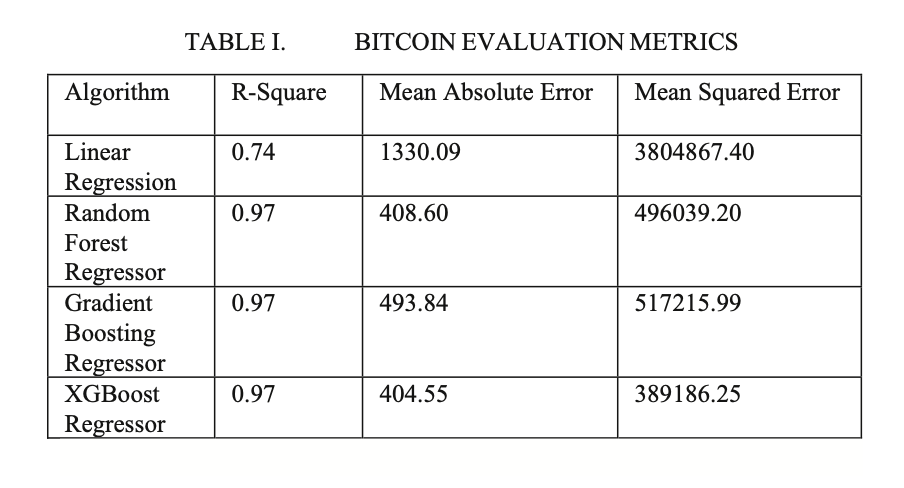 TABLE I. BITCOIN EVALUATION METRICS
Algorithm R-Square Mean Absolute Error Mean Squared Error
Linear 0.74 1330.09 3804867.40
Regression
Random 0.97 408.60 496039.20
Forest
Regressor
Gradient 0.97 493.84 517215.99
Boosting
Regressor
XGBoost 0.97 404.55 389186.25
Regressor